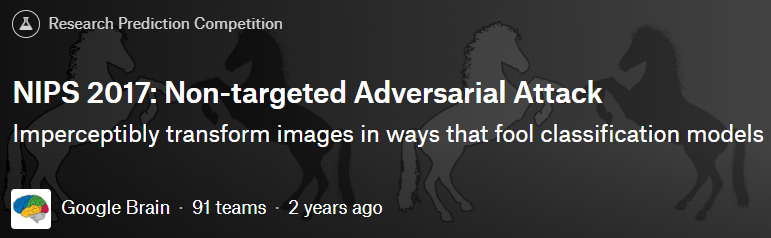 Research Prediction Competition
NIPS 2017: Non-targeted Adversarial Attack
Imperceptibly transform images in ways that fool classification models
Google Brain · 91 teams · 2 years ago